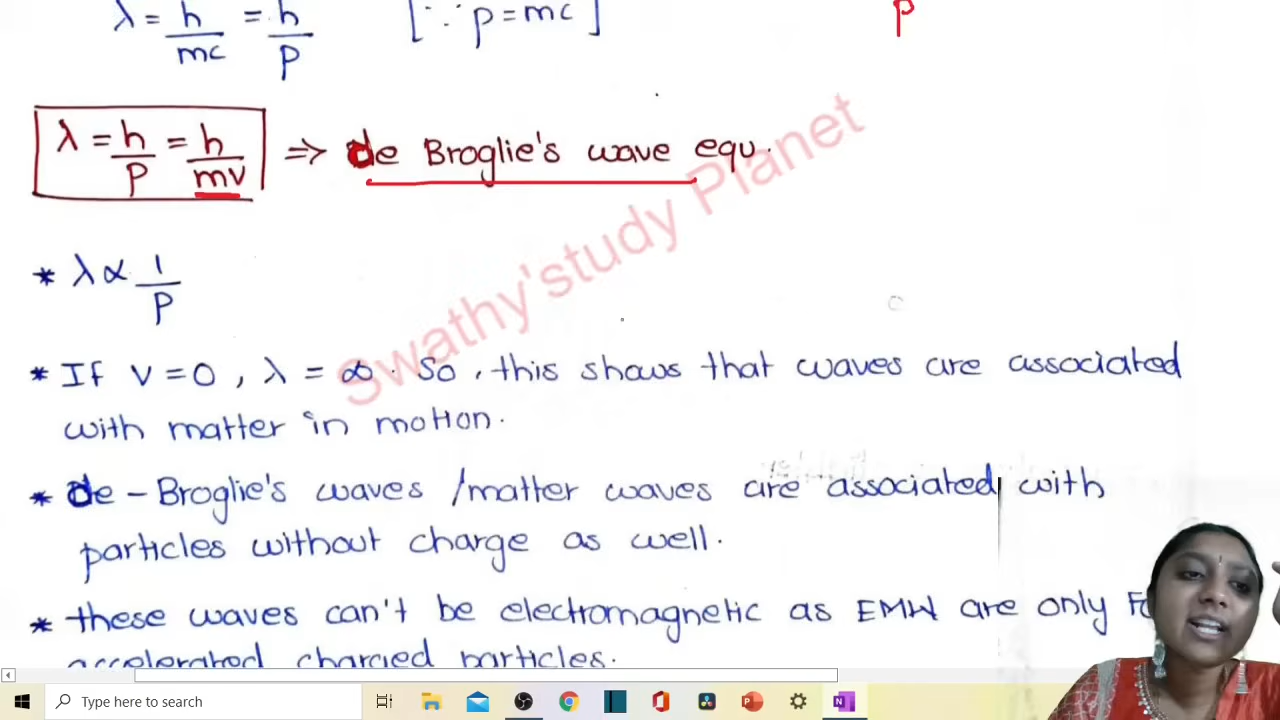 λ = h/mc = h/p [∵ p = mc] p
λ = h/p = h/mv ⇒ de Broglie's wave equ.
* λ ∝ 1/p
* If v = 0, λ = ∞. So, this shows that waves are associated
with matter in motion.
* de - Broglie's waves /matter waves are associated with
particles without charge as well.
* these waves can't be electromagnetic as EMW are only
accelerated charged particles.
Swathy'study Planet
Type here to search